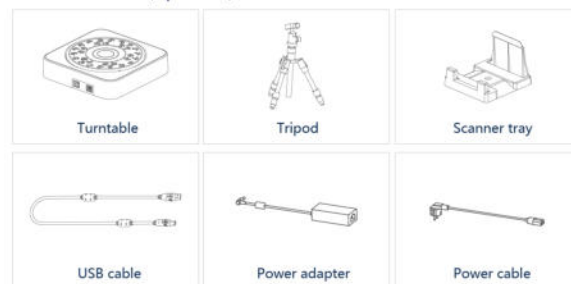 Turntable
Tripod
Scanner tray
USB cable
Power adapter
Power cable